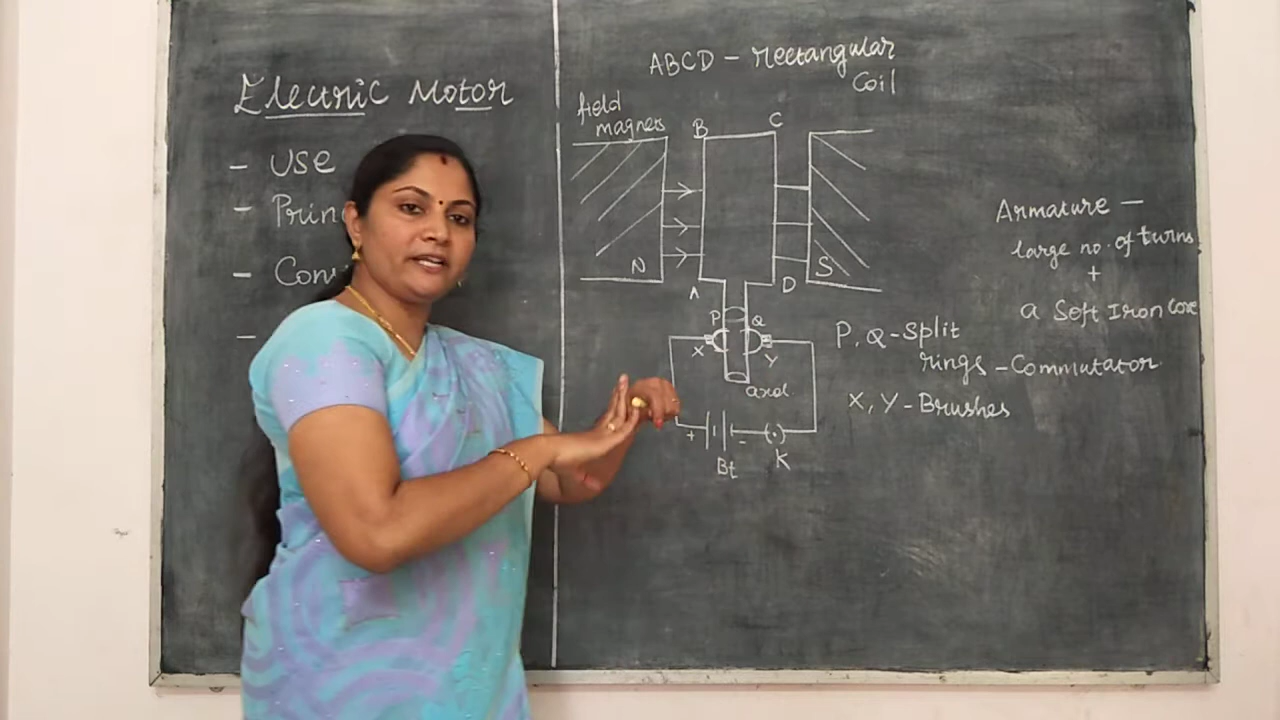 Electric Motor
- Use
- Prin
- Con
-
ABCD - Rectangular
Coil
field
magnets
B
C
N
S
A
D
P
Q
X
Y
axel
+
-
Bt
K
Armature -
large no. of turns
+
a Soft Iron Core
P, Q - Split
rings - Commutator
X, Y - Brushes